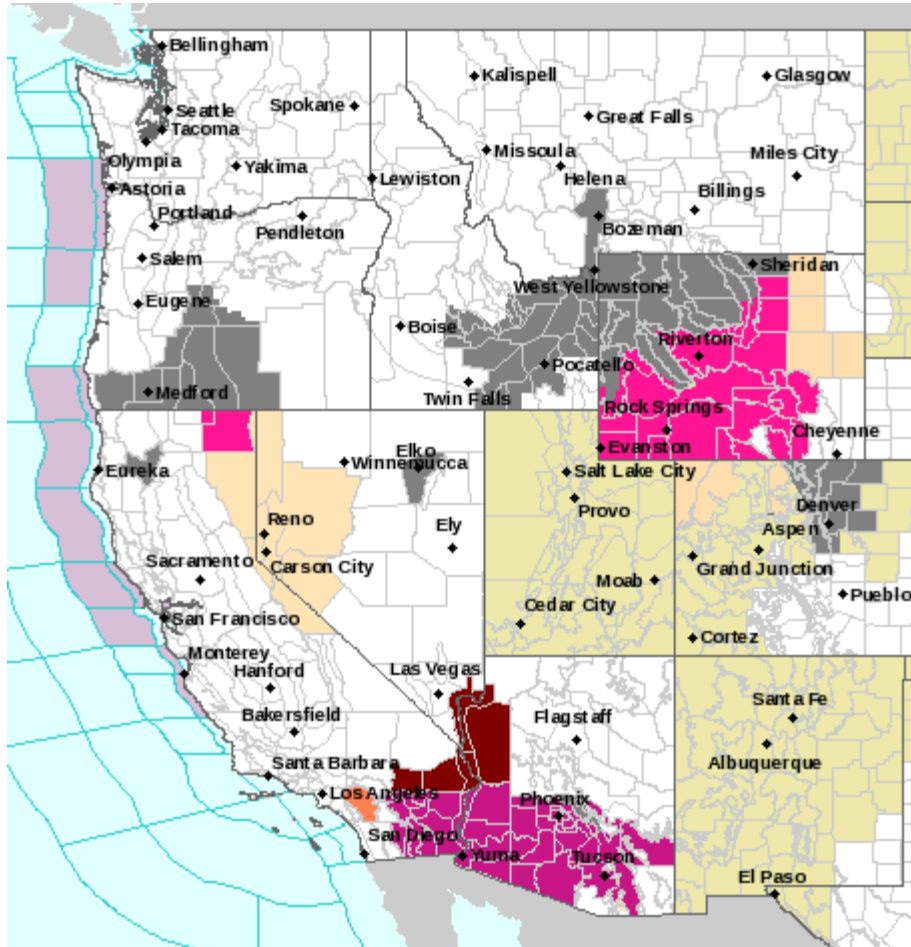 Bellingham
Kalispell
Glasgow
Seattle
Spokane
Great Falls
Tacoma
Olympia
Missoula
Miles City
Yakima
Helena
Lewiston
Astoria
Billings
Portland
Pendleton
Bozeman
Salem
Sheridan
West Yellowstone
Eugene
Boise
Riverton
Pocatello
Medford
Twin Falls
Rock Springs
Cheyenne
Evanston
Elko
Winnemucca
Eureka
Salt Lake City
Denver
Provo
Reno
Ely
Aspen
Carson City
Grand Junction
Sacramento
Moab
Pueblo
Cedar City
San Francisco
Cortez
Monterey
Las Vegas
Hanford
Santa Fe
Bakersfield
Flagstaff
Albuquerque
Santa Barbara
Los Angeles
Phoenix
San Diego
Yuma
Tucson
El Paso